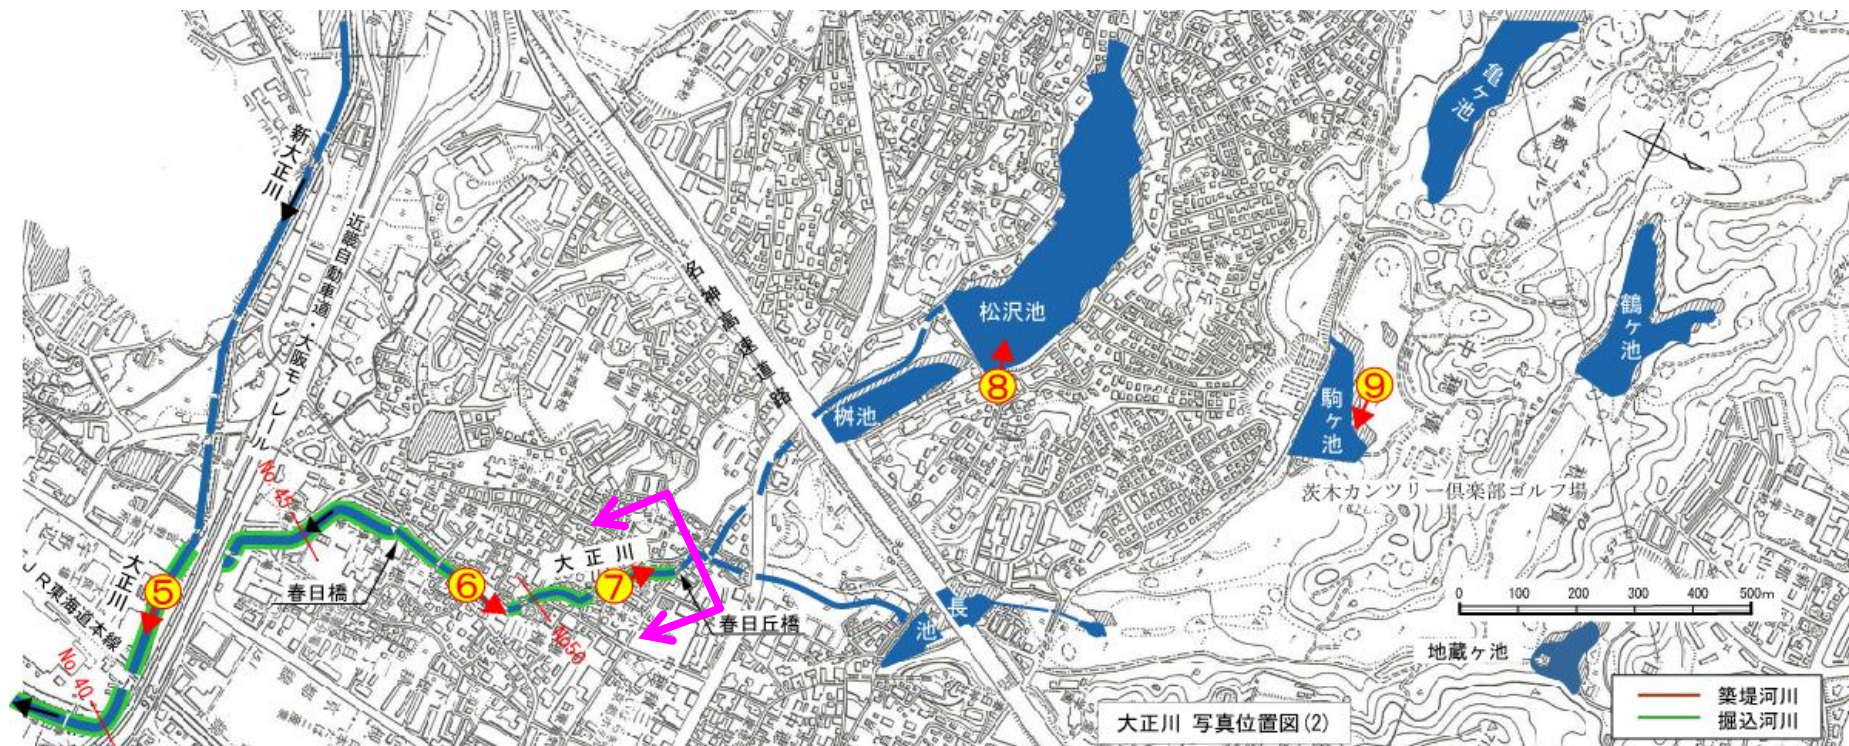 亀ヶ池
新大正川
近畿自動車道・大阪モノレール
名神高速道路
松沢池
鶴ヶ池
⑧
⑨
桝池
駒ヶ池
茨木カンツリー倶楽部ゴルフ場
No. 45
大正川
⑤
JR東海道本線
春日橋
⑥
大正川
⑦
No.50
春日丘橋
長池
0 100 200 300 400 500m
地蔵ヶ池
No. 40
大正川 写真位置図(2)
築堤河川
掘込河川